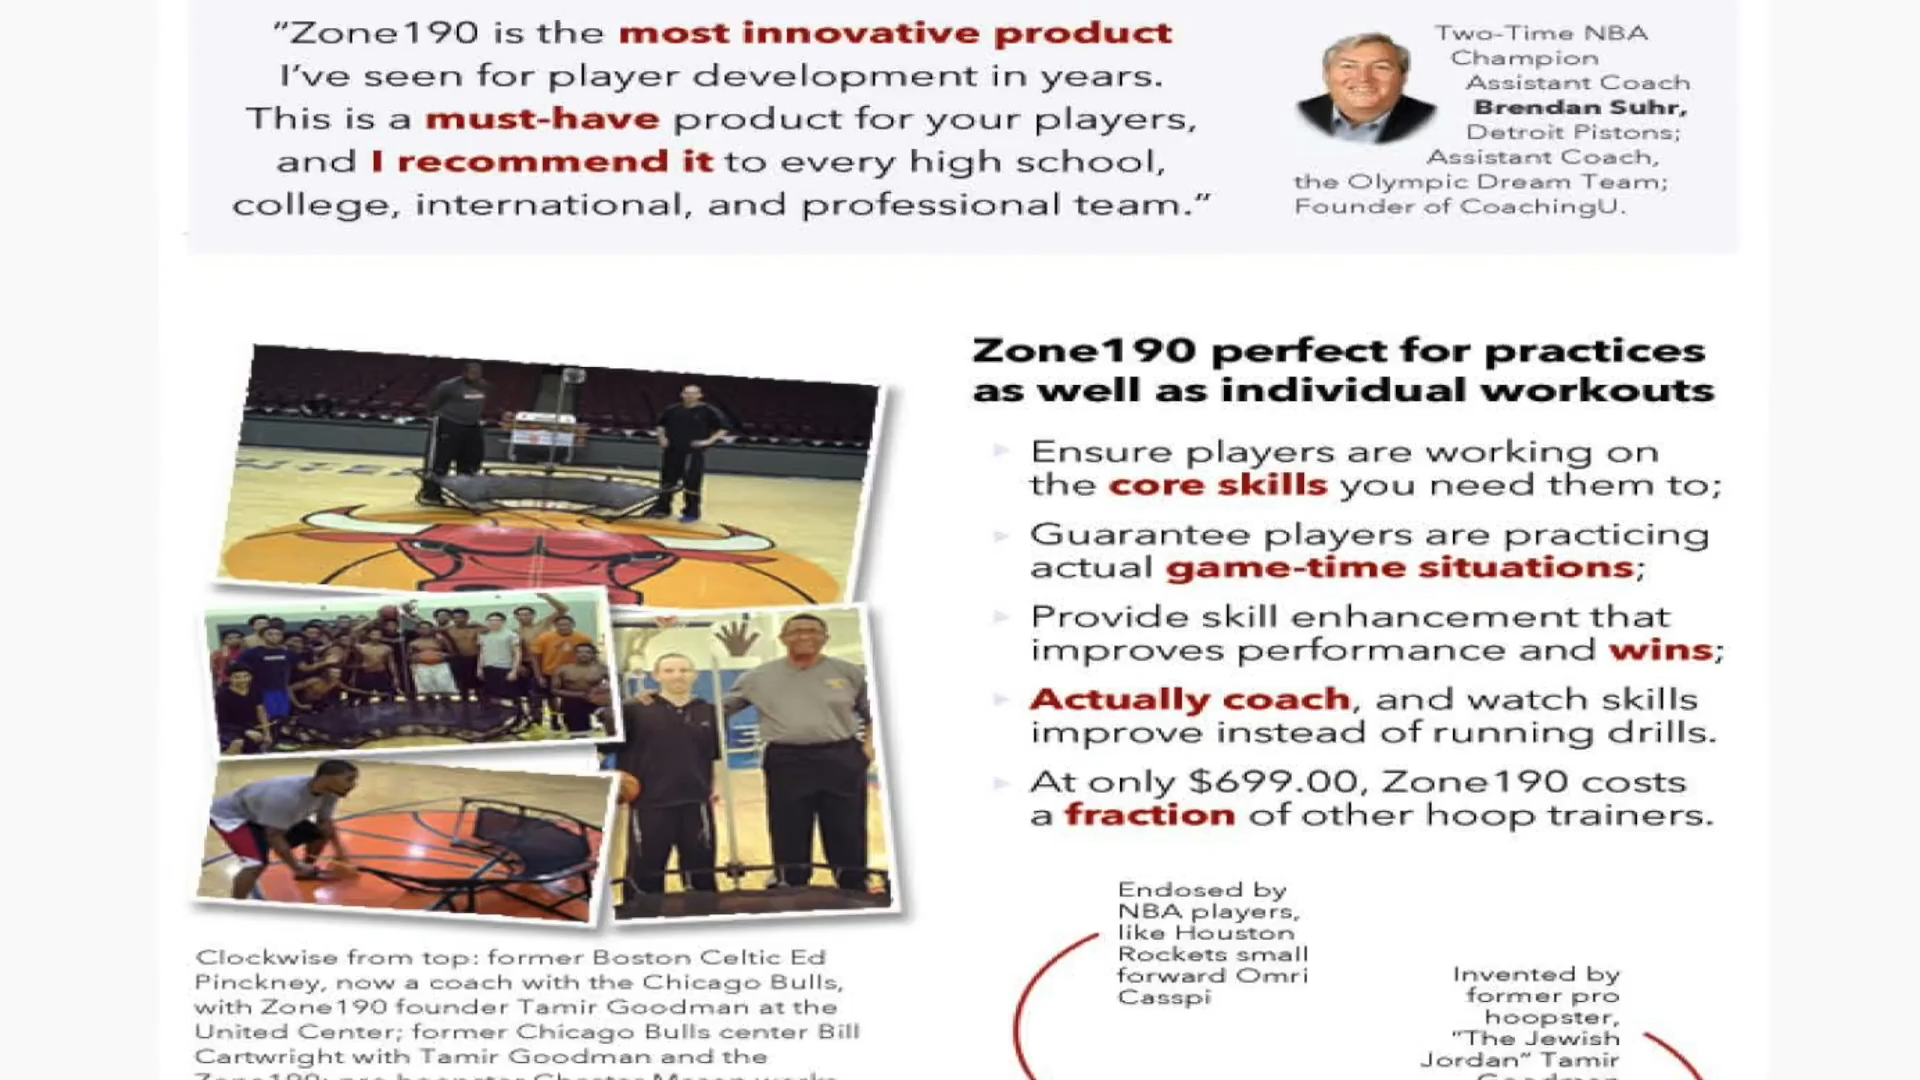 "Zone190 is the most innovative product
I've seen for player development in years.
This is a must-have product for your players,
and I recommend it to every high school,
college, international, and professional team."
Two-Time NBA
Champion
Assistant Coach
Brendan Suhr,
Detroit Pistons;
Assistant Coach,
the Olympic Dream Team;
Founder of CoachingU.
Zone190 perfect for practices
as well as individual workouts
Ensure players are working on
the core skills you need them to;
Guarantee players are practicing
actual game-time situations;
Provide skill enhancement that
improves performance and wins;
Actually coach, and watch skills
improve instead of running drills.
At only $699.00, Zone190 costs
a fraction of other hoop trainers.
Clockwise from top: former Boston Celtic Ed
Pinckney, now a coach with the Chicago Bulls,
with Zone190 founder Tamir Goodman at the
United Center; former Chicago Bulls center Bill
Cartwright with Tamir Goodman and the
Endosed by
NBA players,
like Houston
Rockets small
forward Omri
Casspi
Invented by
former pro
hoopster,
"The Jewish
Jordan" Tamir